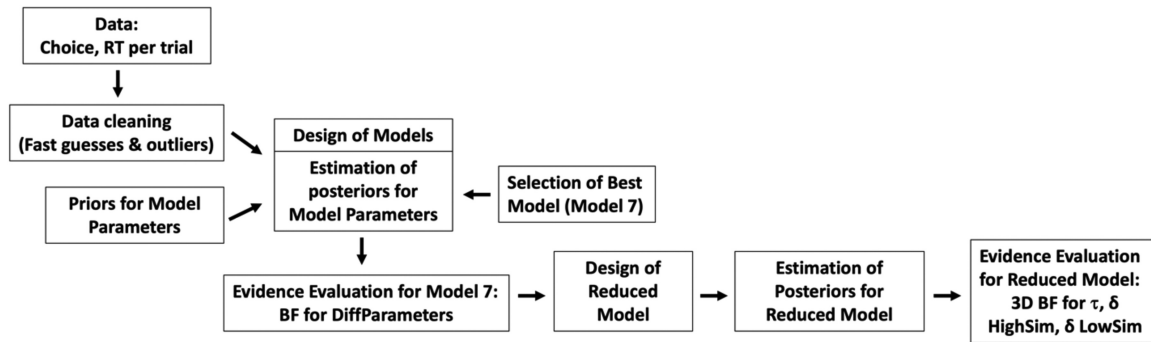 Data:
Choice, RT per trial
Data cleaning
(Fast guesses & outliers)
Priors for Model
Parameters
Design of Models
Estimation of
posteriors for
Model Parameters
Selection of Best
Model (Model 7)
Evidence Evaluation for Model 7:
BF for DiffParameters
Design of
Reduced
Model
Estimation of
Posteriors for
Reduced Model
Evidence Evaluation
for Reduced Model:
3D BF for τ, δ
HighSim, δ LowSim